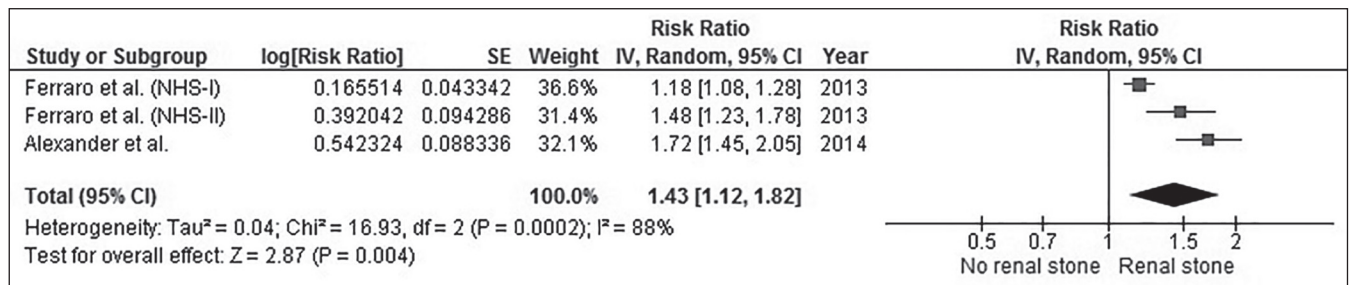 Risk Ratio Risk Ratio
Study or Subgroup log[Risk Ratio] SE Weight IV, Random, 95% CI Year IV, Random, 95% CI
Ferraro et al. (NHS-I) 0.165514 0.043342 36.6% 1.18 [1.08, 1.28] 2013
Ferraro et al. (NHS-II) 0.392042 0.094286 31.4% 1.48 [1.23, 1.78] 2013
Alexander et al. 0.542324 0.088336 32.1% 1.72 [1.45, 2.05] 2014
Total (95% CI) 100.0% 1.43 [1.12, 1.82]
Heterogeneity: Tau² = 0.04; Chi² = 16.93, df = 2 (P = 0.0002); I² = 88%
Test for overall effect: Z = 2.87 (P = 0.004)
0.5 0.7 1 1.5 2
No renal stone Renal stone